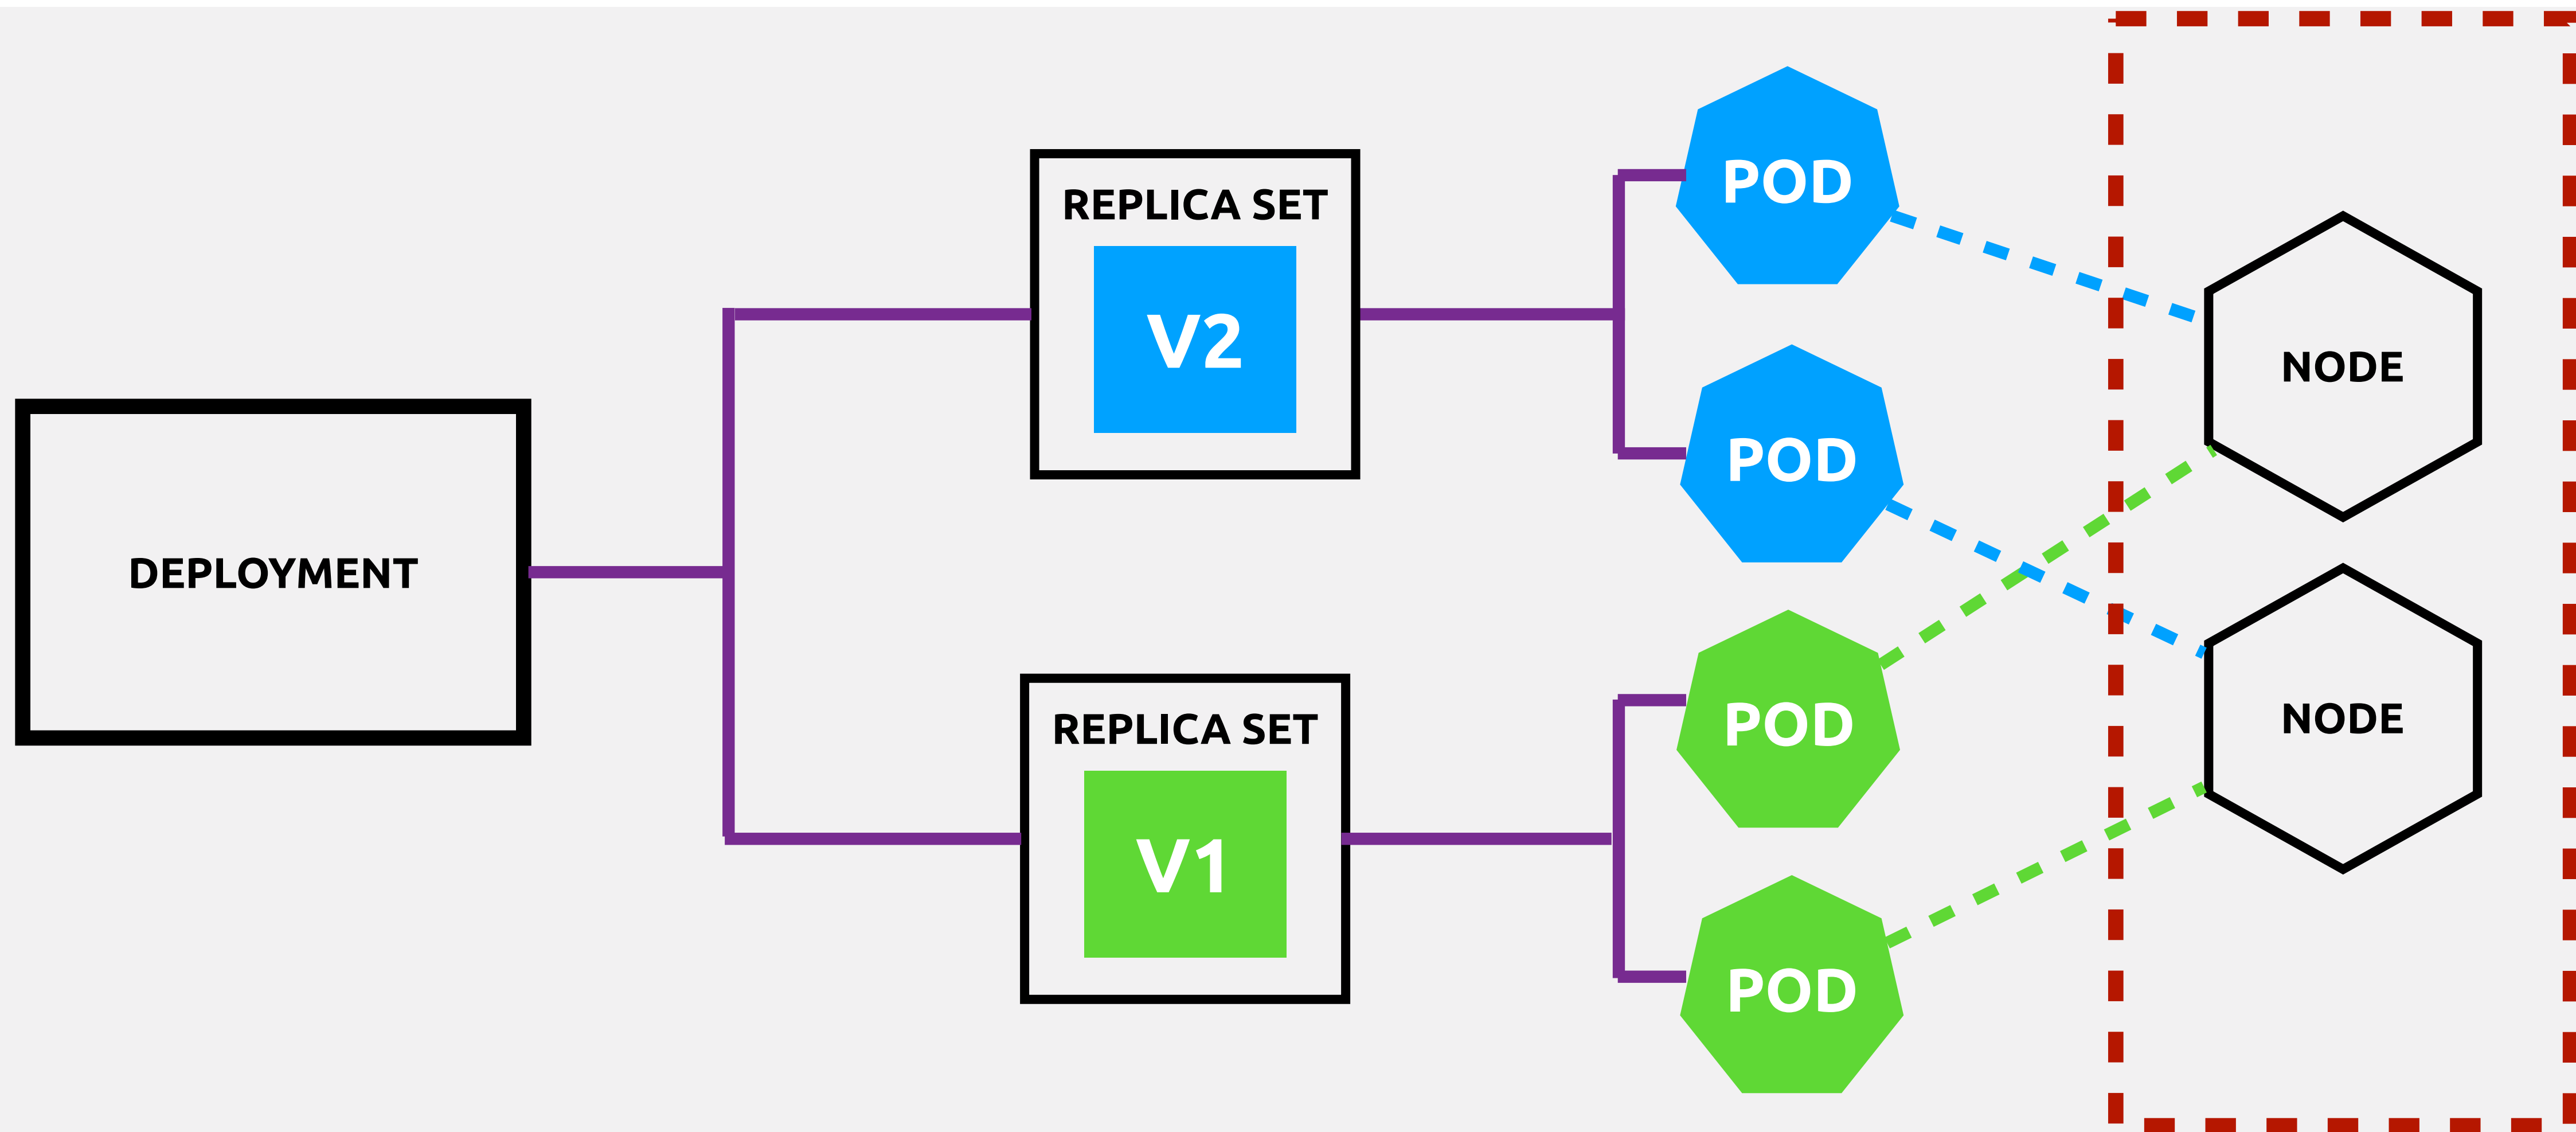 DEPLOYMENT
REPLICA SET
V2
REPLICA SET
V1
POD
POD
POD
POD
NODE
NODE